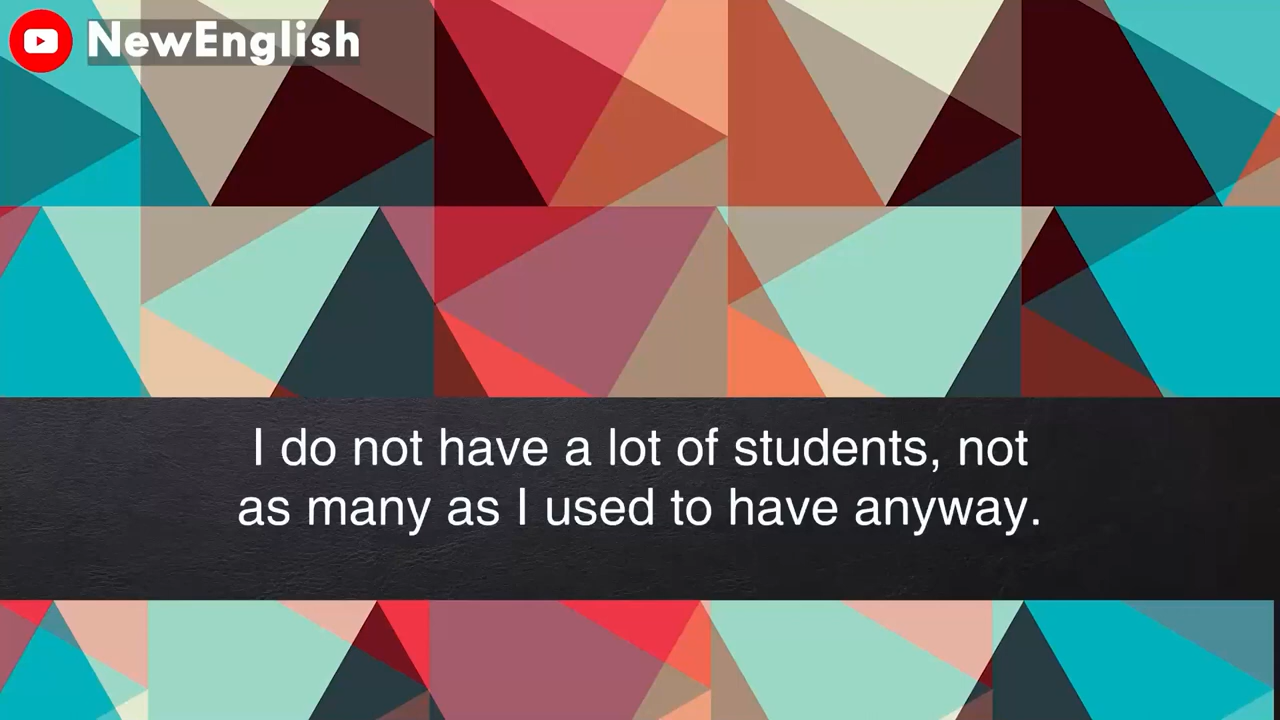 NewEnglish
I do not have a lot of students, not
as many as I used to have anyway.